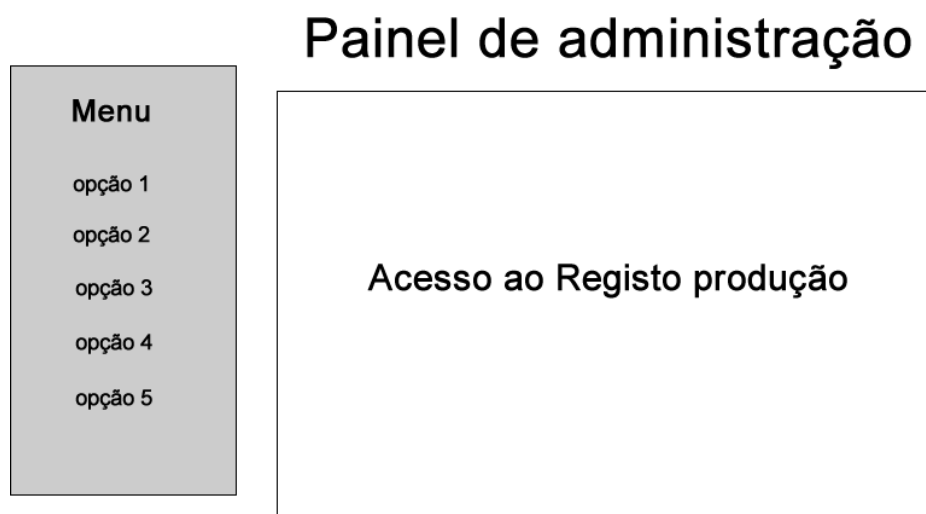 Painel de administração
Menu
opção 1
opção 2
opção 3
opção 4
opção 5
Acesso ao Registo produção